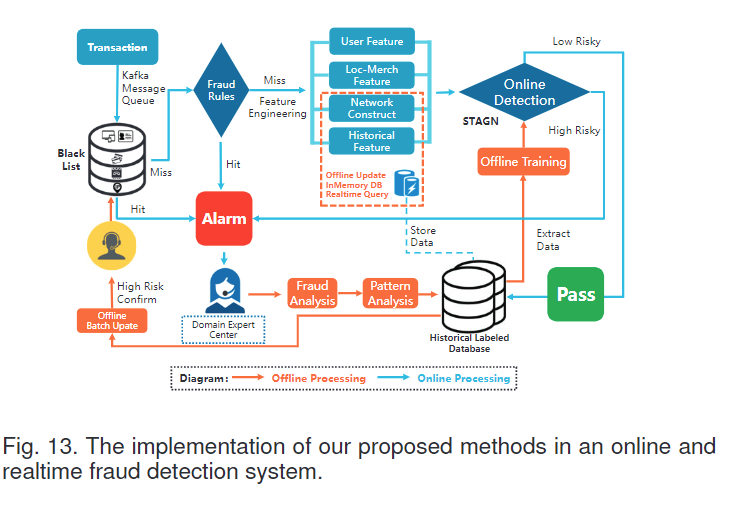 Transaction
Kafka
Message
Queue
Black
List
Miss
Hit
Fraud
Rules
Miss
Feature
Engineering
Hit
User Feature
Loc-Merch
Feature
Network
Construct
Historical
Feature
Offline Update
InMemory DB
Realtime Query
Online
Detection
STAGN
Low Risky
High Risky
Offline Training
Alarm
Store
Data
Extract
Data
Pass
High Risk
Confirm
Offline
Batch Upate
Domain Expert
Center
Fraud
Analysis
Pattern
Analysis
Historical Labeled
Database
Diagram: Offline Processing Online Processing
Fig. 13. The implementation of our proposed methods in an online and
realtime fraud detection system.